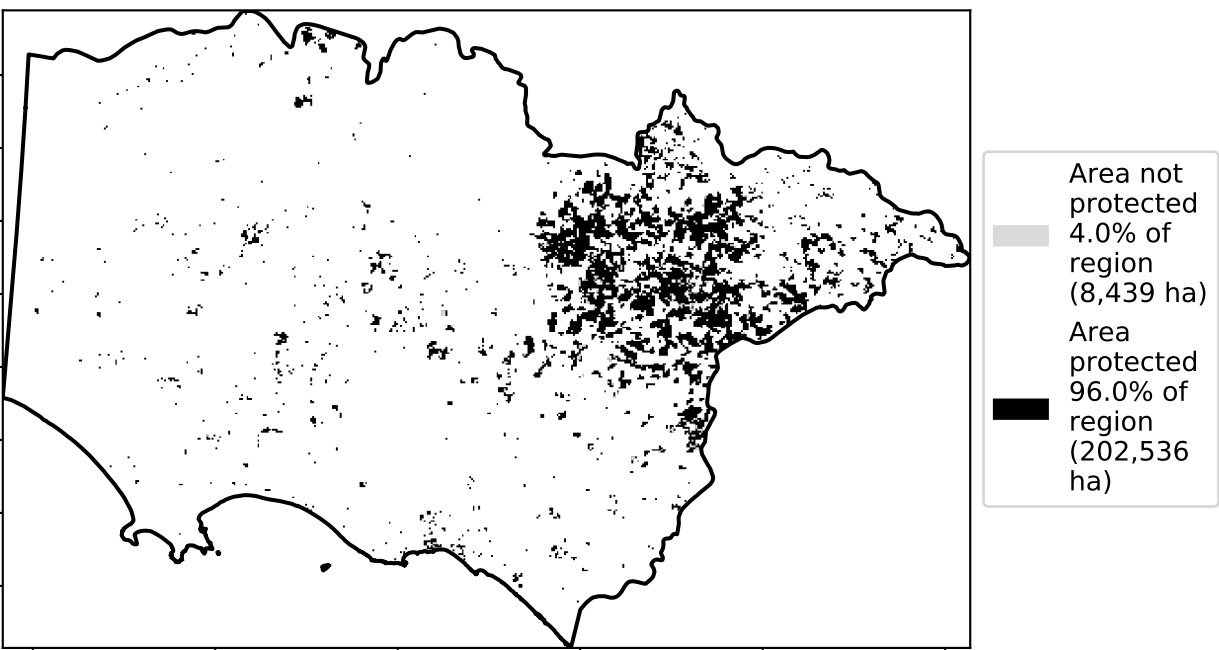 Area not
protected
4.0% of
region
(8,439 ha)
Area
protected
96.0% of
region
(202,536
ha)